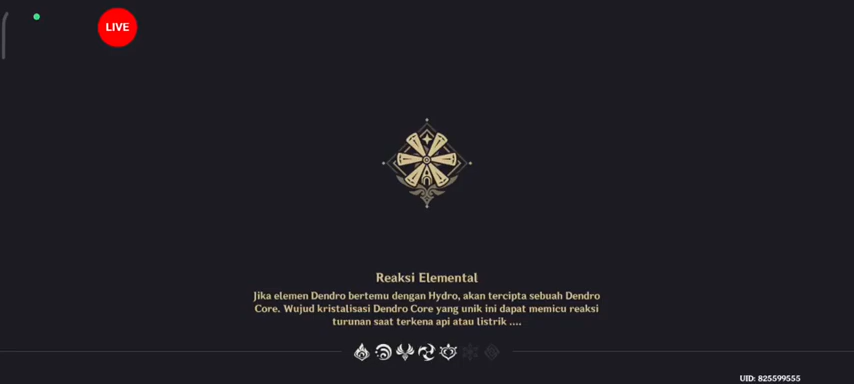 LIVE
Reaksi Elemental
Jika elemen Dendro bertemu dengan Hydro, akan tercipta sebuah Dendro
Core. Wujud kristalisasi Dendro Core yang unik ini dapat memicu reaksi
turunan saat terkena api atau listrik ....
UID: 825599555